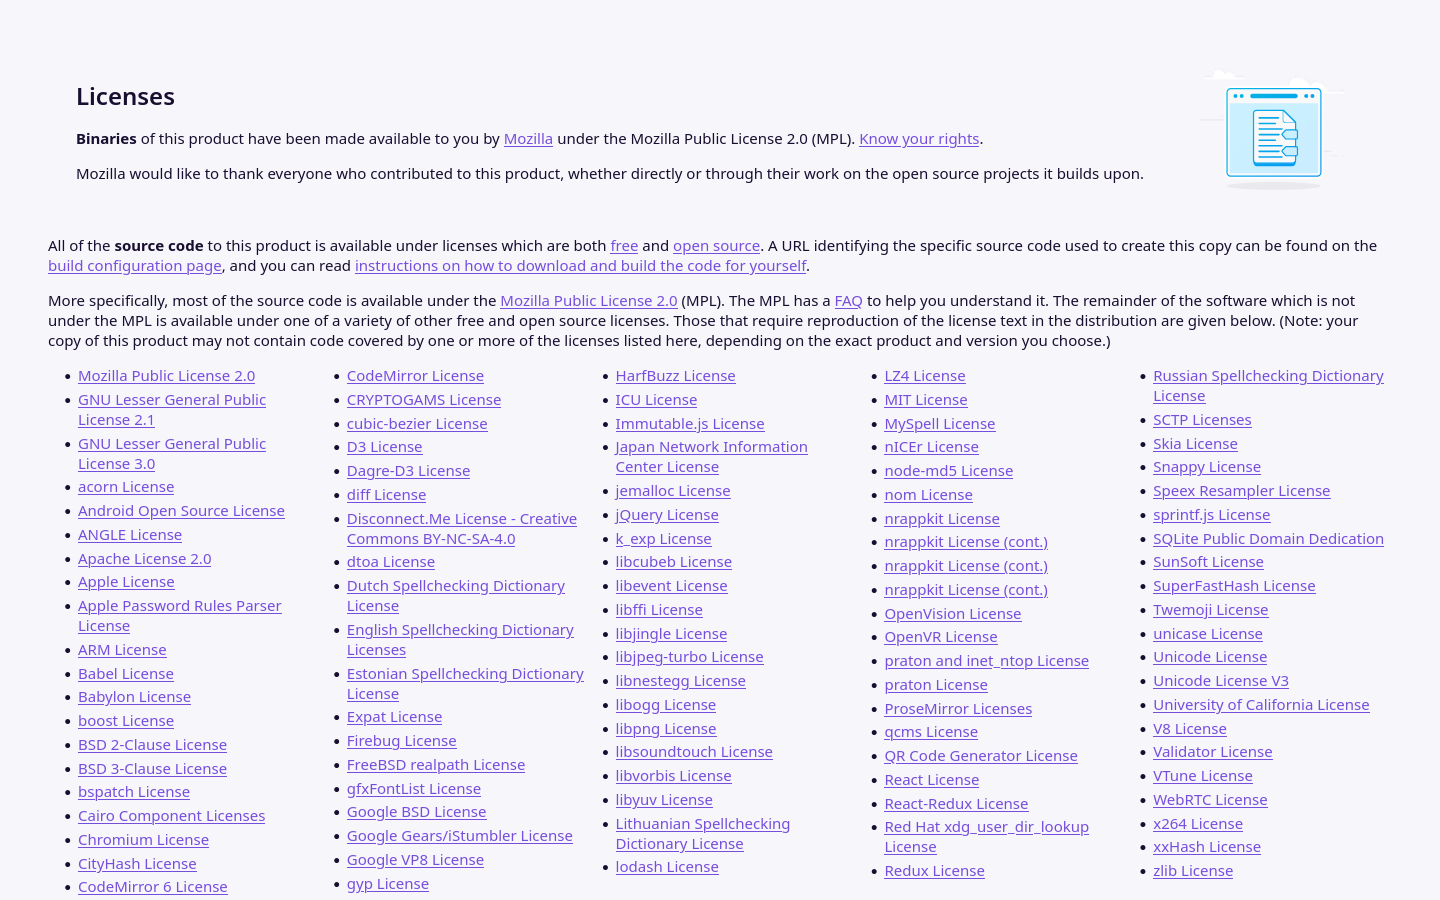 Licenses
Binaries of this product have been made available to you by Mozilla under the Mozilla Public License 2.0 (MPL). Know your rights.
Mozilla would like to thank everyone who contributed to this product, whether directly or through their work on the open source projects it builds upon.
All of the source code to this product is available under licenses which are both free and open source. A URL identifying the specific source code used to create this copy can be found on the
build configuration page, and you can read instructions on how to download and build the code for yourself.
More specifically, most of the source code is available under the Mozilla Public License 2.0 (MPL). The MPL has a FAQ to help you understand it. The remainder of the software which is not
under the MPL is available under one of a variety of other free and open source licenses. Those that require reproduction of the license text in the distribution are given below. (Note: your
copy of this product may not contain code covered by one or more of the licenses listed here, depending on the exact product and version you choose.)
• Mozilla Public License 2.0
• GNU Lesser General Public
License 2.1
• GNU Lesser General Public
License 3.0
• acorn License
• Android Open Source License
• ANGLE License
• Apache License 2.0
• Apple License
• Apple Password Rules Parser
License
• ARM License
• Babel License
• Babylon License
• boost License
• BSD 2-Clause License
• BSD 3-Clause License
• bspatch License
• Cairo Component Licenses
• Chromium License
• CityHash License
• CodeMirror 6 License
• CodeMirror License
• CRYPTOGAMS License
• cubic-bezier License
• D3 License
• Dagre-D3 License
• diff License
• Disconnect.Me License - Creative
Commons BY-NC-SA-4.0
• dtoa License
• Dutch Spellchecking Dictionary
License
• English Spellchecking Dictionary
Licenses
• Estonian Spellchecking Dictionary
License
• Expat License
• Firebug License
• FreeBSD realpath License
• gfxFontList License
• Google BSD License
• Google Gears/iStumbler License
• Google VP8 License
• gyp License
• HarfBuzz License
• ICU License
• Immutable.js License
• Japan Network Information
Center License
• jemalloc License
• jQuery License
• k_exp License
• libcubeb License
• libevent License
• libffi License
• libjingle License
• libjpeg-turbo License
• libnestegg License
• libogg License
• libpng License
• libsoundtouch License
• libvorbis License
• libyuv License
• Lithuanian Spellchecking
Dictionary License
• lodash License
• LZ4 License
• MIT License
• MySpell License
• nICEr License
• node-md5 License
• nom License
• nrappkit License
• nrappkit License (cont.)
• nrappkit License (cont.)
• nrappkit License (cont.)
• OpenVision License
• OpenVR License
• praton and inet_ntop License
• praton License
• ProseMirror Licenses
• qcms License
• QR Code Generator License
• React License
• React-Redux License
• Red Hat xdg_user_dir_lookup
License
• Redux License
• Russian Spellchecking Dictionary
License
• SCTP Licenses
• Skia License
• Snappy License
• Speex Resampler License
• sprintf.js License
• SQLite Public Domain Dedication
• SunSoft License
• SuperFastHash License
• Twemoji License
• unicase License
• Unicode License
• Unicode License V3
• University of California License
• V8 License
• Validator License
• VTune License
• WebRTC License
• x264 License
• xxHash License
• zlib License